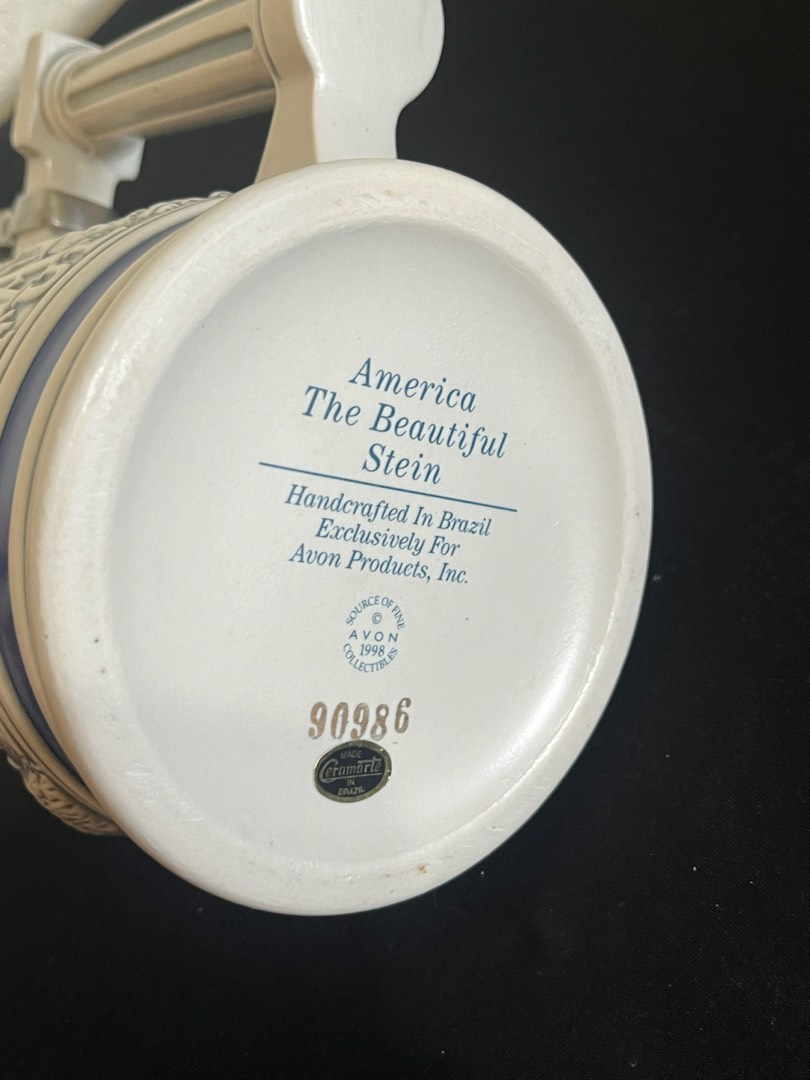 America
The Beautiful
Stein
Handcrafted In Brazil
Exclusively For
Avon Products, Inc.
SOURCE OF FINE
©
AVON
1998
COLLECTIBLES
90986
MADE
Ceramarte
IN
BRAZIL